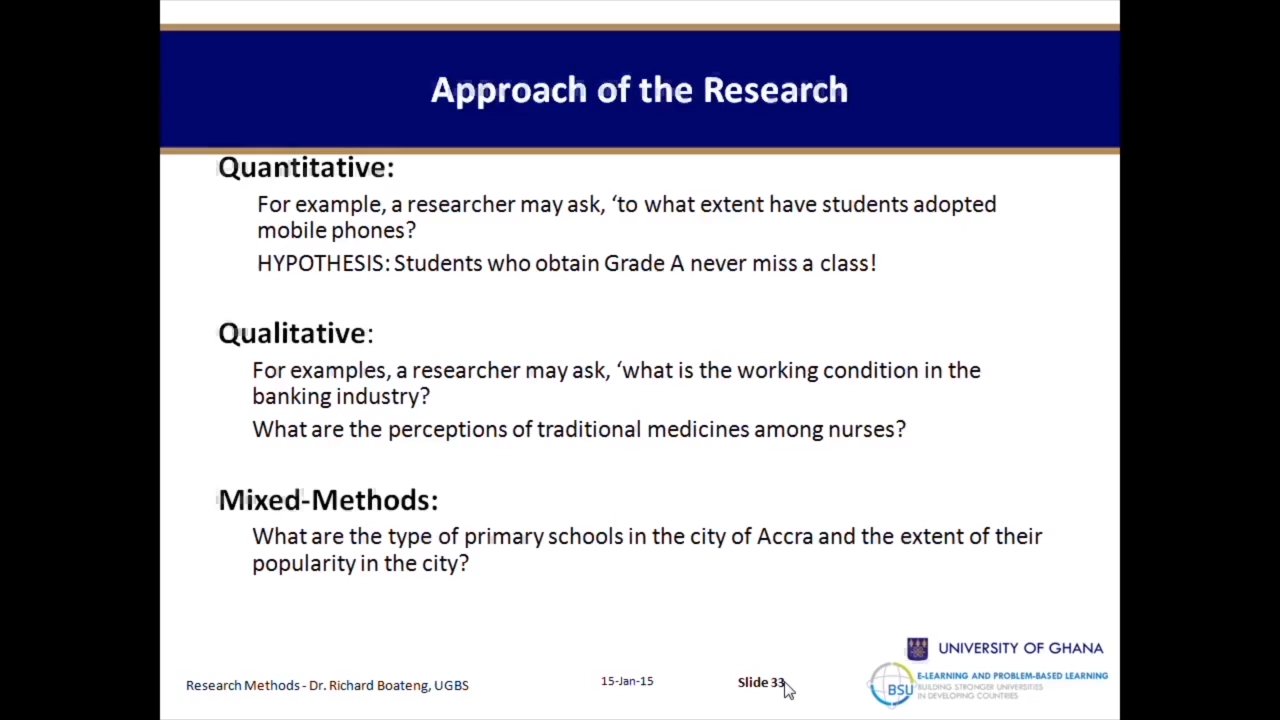 Approach of the Research
Quantitative:
For example, a researcher may ask, ‘to what extent have students adopted
mobile phones?
HYPOTHESIS: Students who obtain Grade A never miss a class!
Qualitative:
For examples, a researcher may ask, ‘what is the working condition in the
banking industry?
What are the perceptions of traditional medicines among nurses?
Mixed-Methods:
What are the type of primary schools in the city of Accra and the extent of their
popularity in the city?
UNIVERSITY OF GHANA
Research Methods - Dr. Richard Boateng, UGBS
15-Jan-15
Slide 33
BSU
E-LEARNING AND PROBLEM-BASED LEARNING
BUILDING STRONGER UNIVERSITIES
IN DEVELOPING COUNTRIES